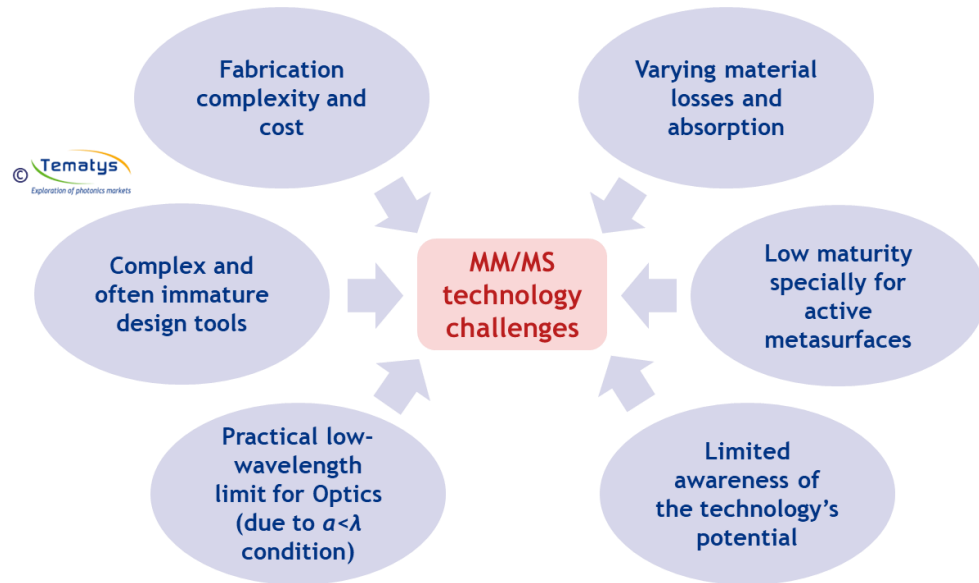 Fabrication
complexity and
cost
Varying material
losses and
absorption
© Tematys
Exploration of photonics markets
Complex and
often immature
design tools
MM/MS
technology
challenges
Low maturity
specially for
active
metasurfaces
Practical low-
wavelength
limit for Optics
(due to a<λ
condition)
Limited
awareness of
the technology’s
potential